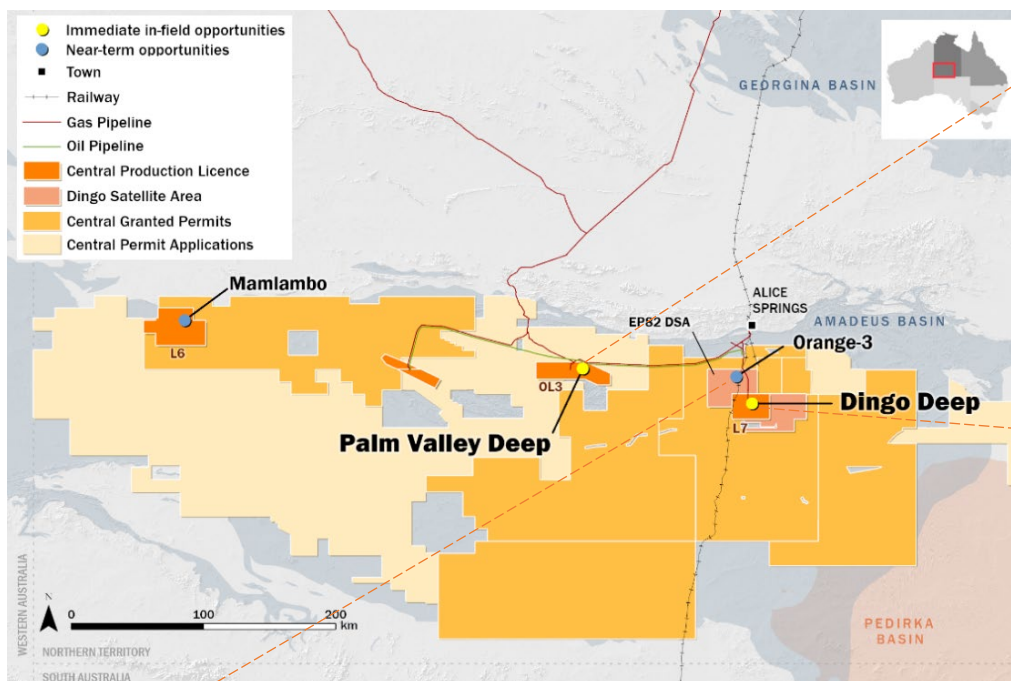 Immediate in-field opportunities
Near-term opportunities
Town
Railway
Gas Pipeline
Oil Pipeline
Central Production Licence
Dingo Satellite Area
Central Granted Permits
Central Permit Applications
GEORGINA BASIN
Mamlambo
L6
ALICE
SPRINGS
EP82 DSA
AMADEUS BASIN
Orange-3
OL3
Dingo Deep
L7
Palm Valley Deep
WESTERN AUSTRALIA
N
0 100 200
km
PEDIRKA
BASIN
NORTHERN TERRITORY
SOUTH AUSTRALIA